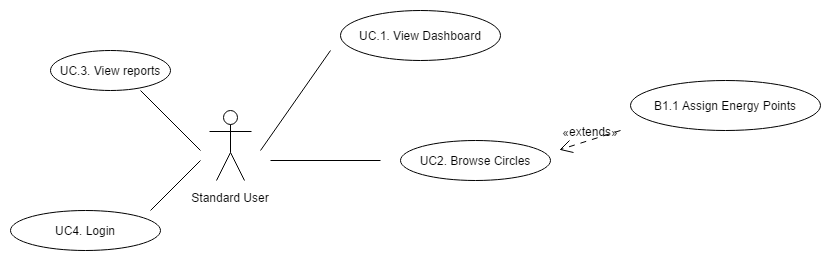 UC.1. View Dashboard
UC.3. View reports
B1.1 Assign Energy Points
«extends»
UC2. Browse Circles
Standard User
UC4. Login